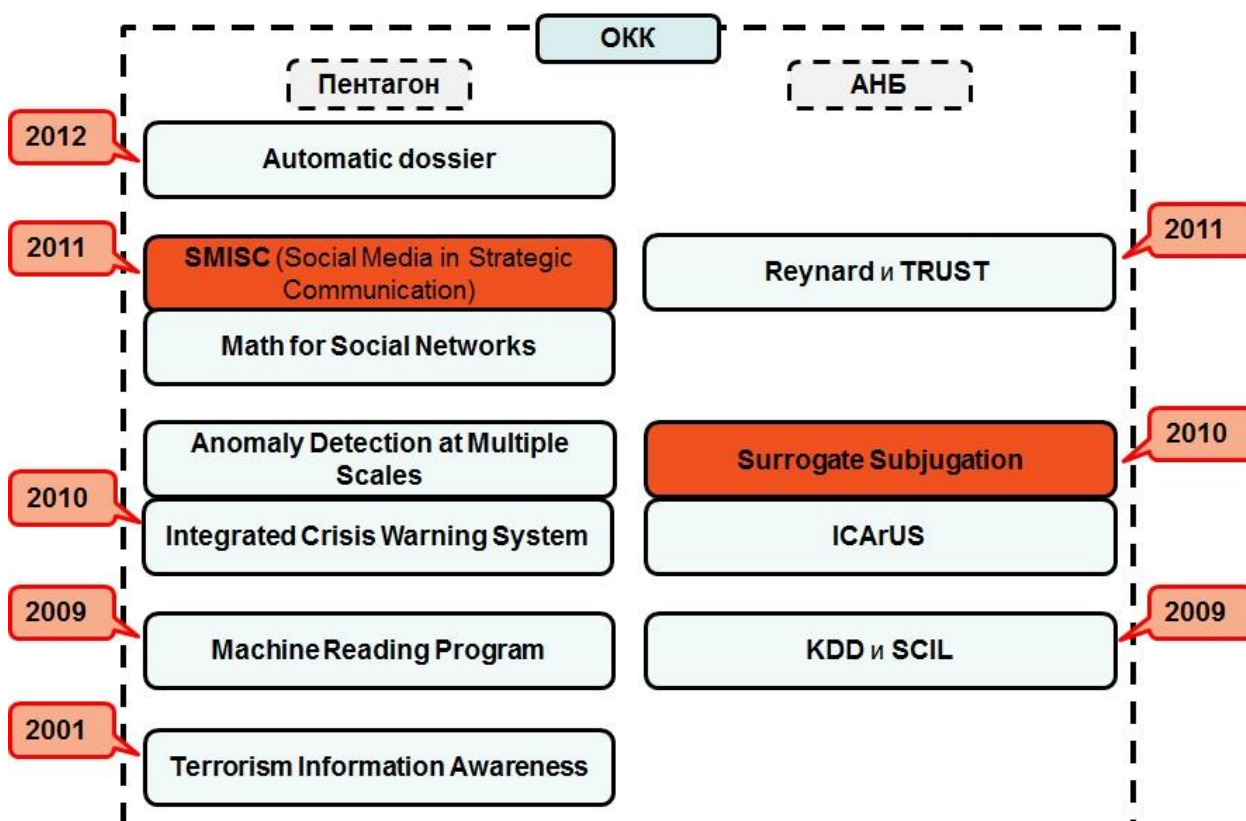 ОКК
Пентагон
АНБ
2012
Automatic dossier
2011
SMISC (Social Media in Strategic
Communication)
Reynard и TRUST
2011
Math for Social Networks
Anomaly Detection at Multiple
Scales
Surrogate Subjugation
2010
2010
Integrated Crisis Warning System
ICArUS
2009
Machine Reading Program
KDD и SCIL
2009
2001
Terrorism Information Awareness